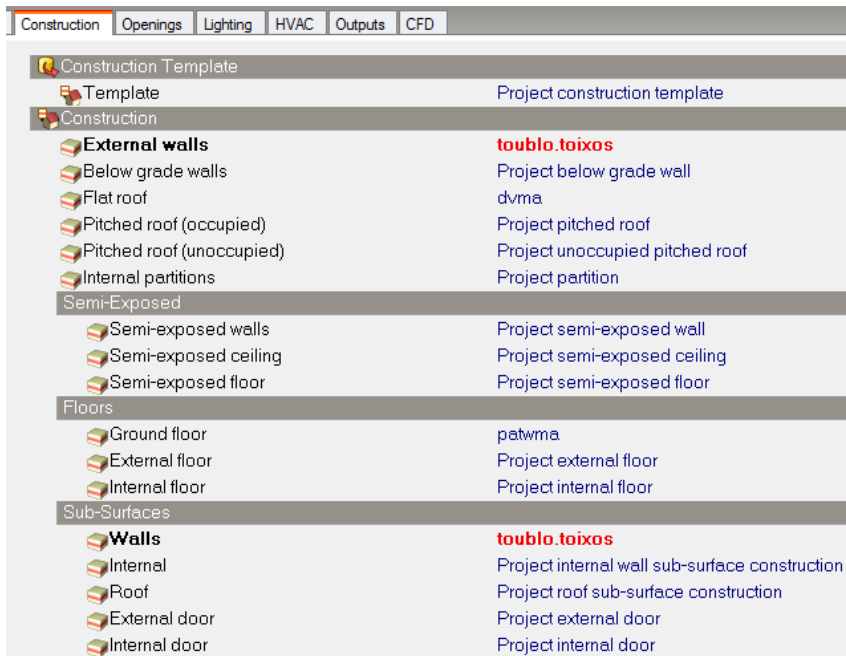 Construction Openings Lighting HVAC Outputs CFD
Construction Template
Template Project construction template
Construction
External walls toublo.toixos
Below grade walls Project below grade wall
Flat roof dvma
Pitched roof (occupied) Project pitched roof
Pitched roof (unoccupied) Project unoccupied pitched roof
Internal partitions Project partition
Semi-Exposed
Semi-exposed walls Project semi-exposed wall
Semi-exposed ceiling Project semi-exposed ceiling
Semi-exposed floor Project semi-exposed floor
Floors
Ground floor patwma
External floor Project external floor
Internal floor Project internal floor
Sub-Surfaces
Walls toublo.toixos
Internal Project internal wall sub-surface construction
Roof Project roof sub-surface construction
External door Project external door
Internal door Project internal door